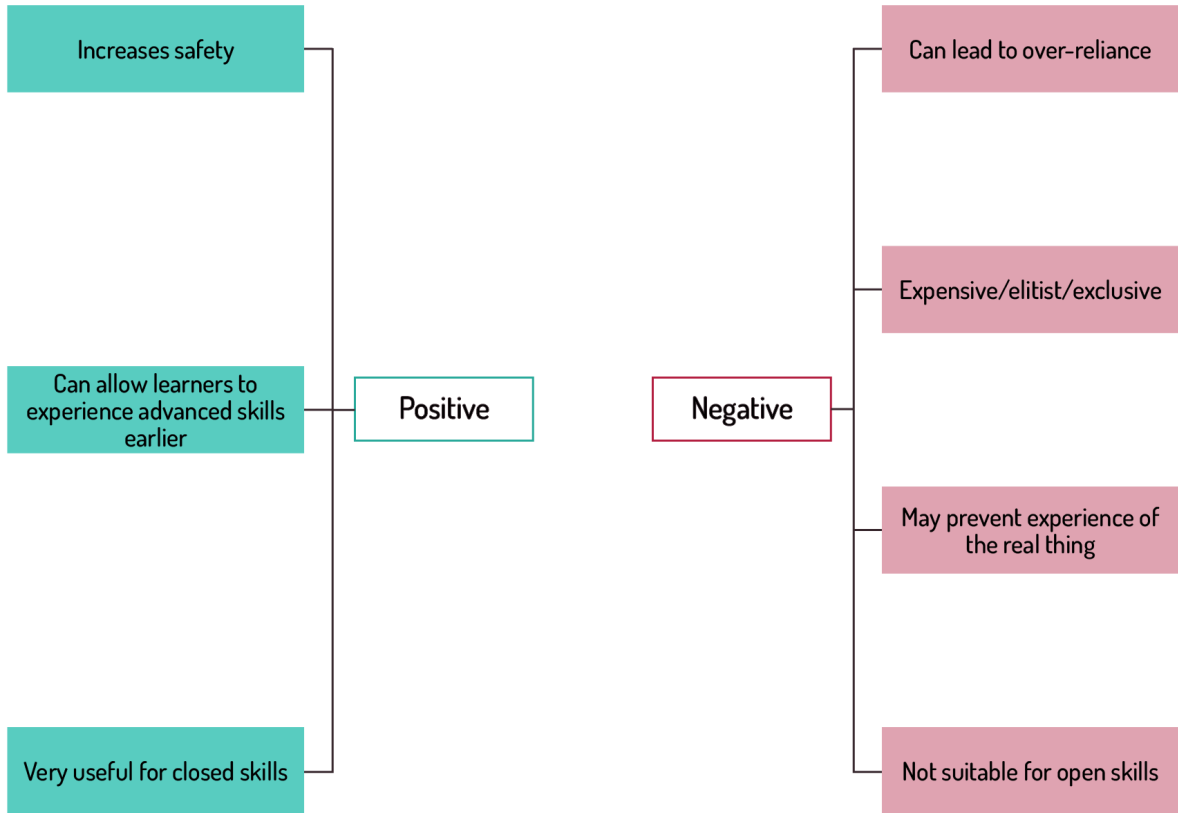 Increases safety
Can allow learners to
experience advanced skills
earlier
Very useful for closed skills
Positive
Negative
Can lead to over-reliance
Expensive/elitist/exclusive
May prevent experience of
the real thing
Not suitable for open skills